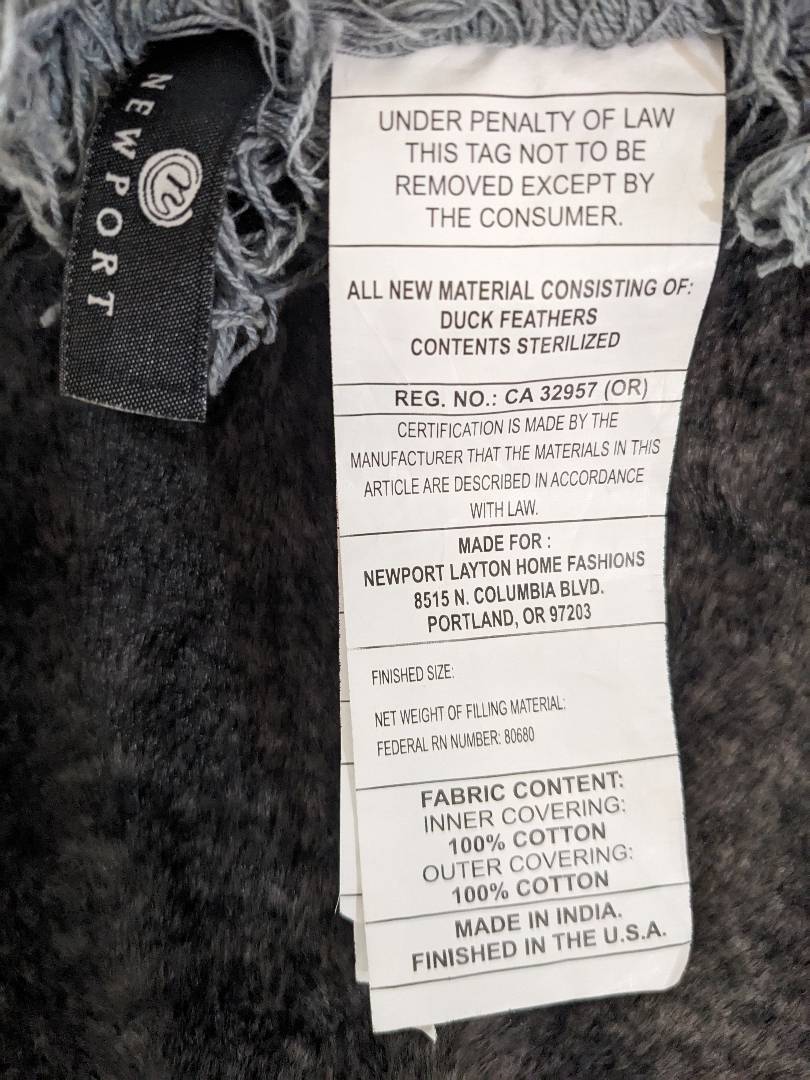 NEWPORT
UNDER PENALTY OF LAW
THIS TAG NOT TO BE
REMOVED EXCEPT BY
THE CONSUMER.
ALL NEW MATERIAL CONSISTING OF:
DUCK FEATHERS
CONTENTS STERILIZED
REG. NO.: CA 32957 (OR)
CERTIFICATION IS MADE BY THE
MANUFACTURER THAT THE MATERIALS IN THIS
ARTICLE ARE DESCRIBED IN ACCORDANCE
WITH LAW.
MADE FOR :
NEWPORT LAYTON HOME FASHIONS
8515 N. COLUMBIA BLVD.
PORTLAND, OR 97203
FINISHED SIZE:
NET WEIGHT OF FILLING MATERIAL:
FEDERAL RN NUMBER: 80680
FABRIC CONTENT:
INNER COVERING:
100% COTTON
OUTER COVERING:
100% COTTON
MADE IN INDIA.
FINISHED IN THE U.S.A.